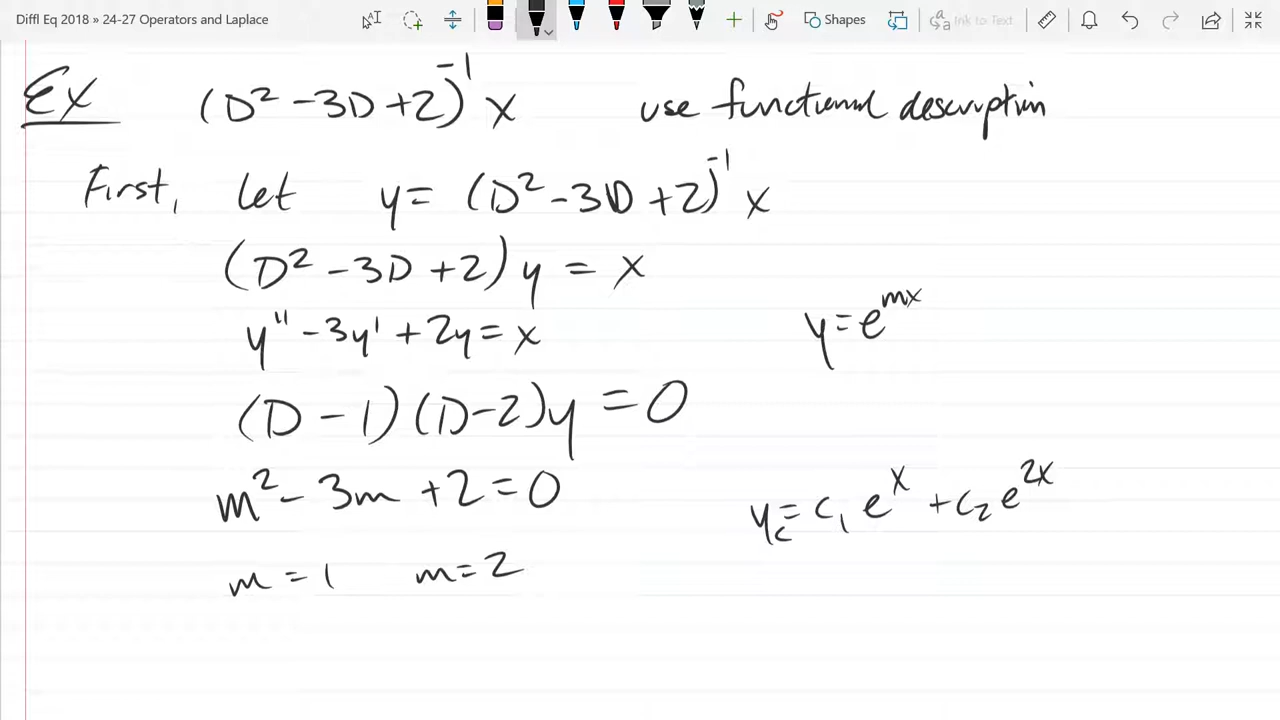 Diffl Eq 2018 » 24-27 Operators and Laplace
Shapes
Ink to Text
Ex (D² - 3D + 2)⁻¹ x use functional description
First, let y = (D² - 3D + 2)⁻¹ x
(D² - 3D + 2) y = x
y = e^{mx}
y'' - 3y' + 2y = x
(D - 1)(D - 2)y = 0
m² - 3m + 2 = 0
y_c = c₁ e^x + c₂ e^{2x}
m = 1 m = 2